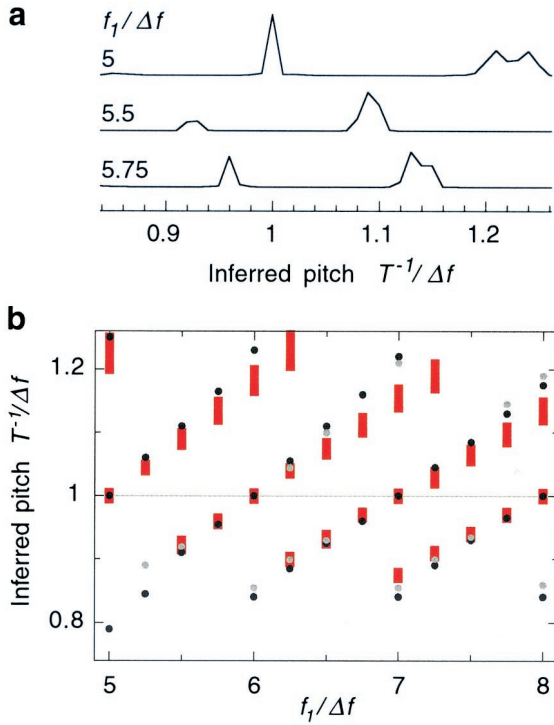 a
f₁/Δf
5
5.5
5.75
0.9 1 1.1 1.2
Inferred pitch T⁻¹/Δf
b
Inferred pitch T⁻¹/Δf
1.2
1
0.8
5 6 7 8
f₁/Δf